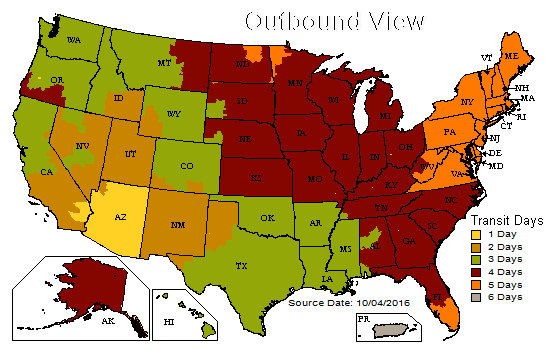 Outbound View
WA
OR
MT
ND
MN
ME
VT
NH
MA
RI
CT
ID
SD
WI
MI
NY
WY
NE
IA
PA
NJ
DE
MD
NV
UT
CO
IL
IN
OH
WV
VA
CA
KS
MO
KY
NC
TN
AZ
NM
OK
AR
SC
MS
AL
GA
TX
LA
FL
AK
HI
PR
Transit Days
1 Day
2 Days
3 Days
4 Days
5 Days
6 Days
Source Date: 10/04/2016